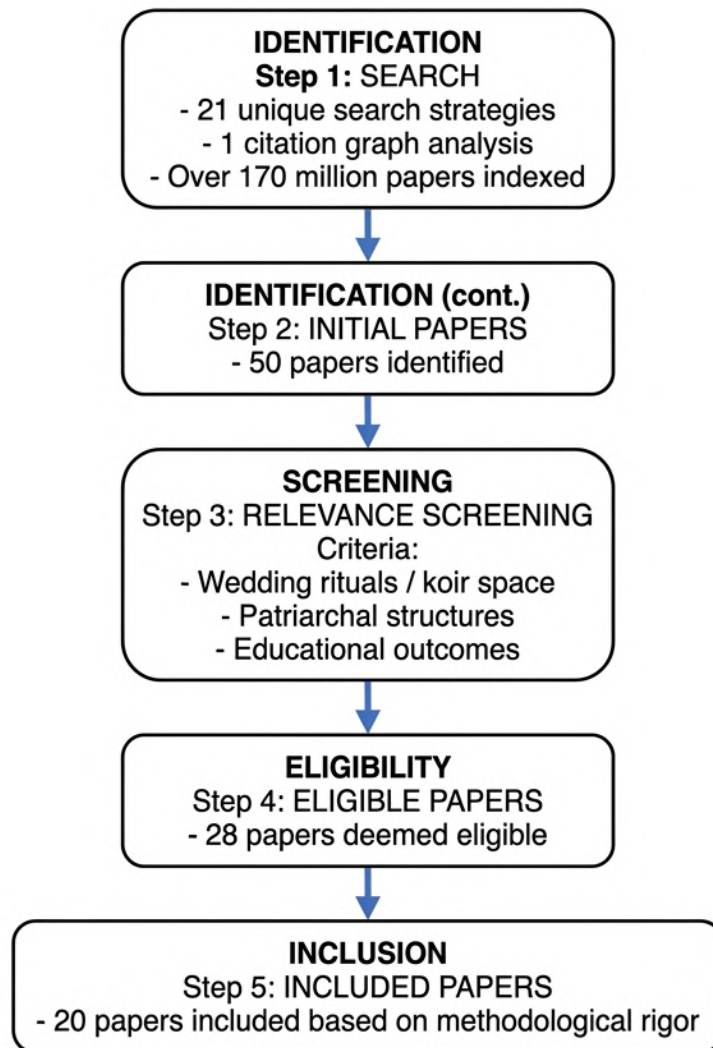 IDENTIFICATION
Step 1: SEARCH
- 21 unique search strategies
- 1 citation graph analysis
- Over 170 million papers indexed
IDENTIFICATION (cont.)
Step 2: INITIAL PAPERS
- 50 papers identified
SCREENING
Step 3: RELEVANCE SCREENING
Criteria:
- Wedding rituals / koir space
- Patriarchal structures
- Educational outcomes
ELIGIBILITY
Step 4: ELIGIBLE PAPERS
- 28 papers deemed eligible
INCLUSION
Step 5: INCLUDED PAPERS
- 20 papers included based on methodological rigor